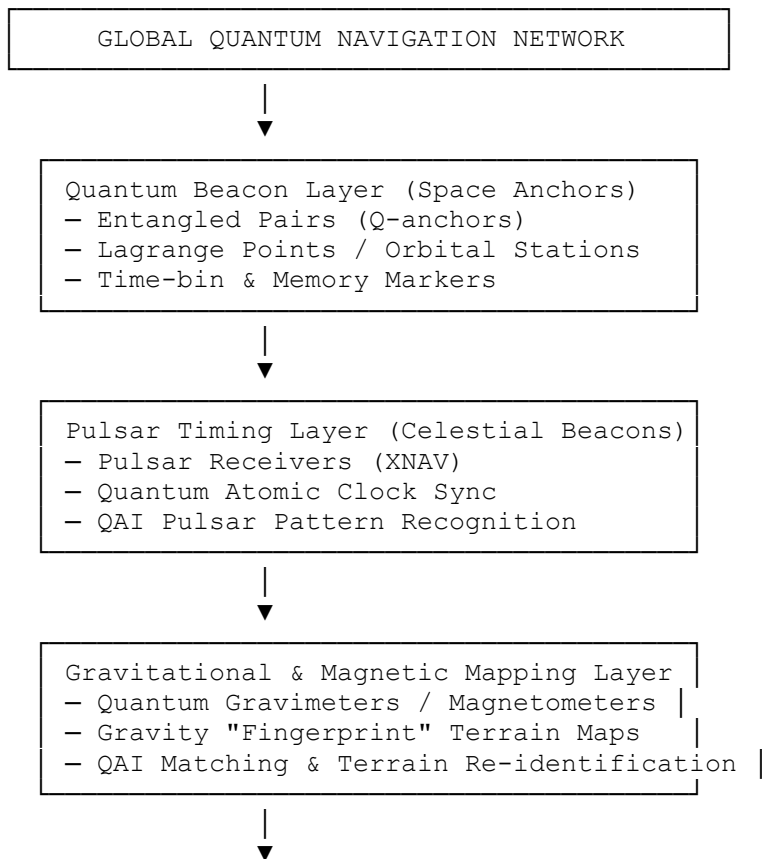 GLOBAL QUANTUM NAVIGATION NETWORK
Quantum Beacon Layer (Space Anchors)
─ Entangled Pairs (Q-anchors)
─ Lagrange Points / Orbital Stations
─ Time-bin & Memory Markers
Pulsar Timing Layer (Celestial Beacons)
─ Pulsar Receivers (XNAV)
─ Quantum Atomic Clock Sync
─ QAI Pulsar Pattern Recognition
Gravitational & Magnetic Mapping Layer
─ Quantum Gravimeters / Magnetometers
─ Gravity "Fingerprint" Terrain Maps
─ QAI Matching & Terrain Re-identification